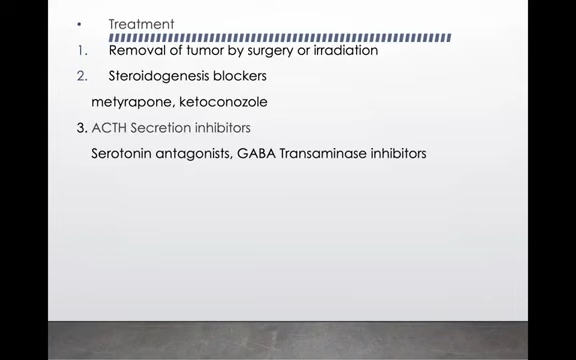 • Treatment
1. Removal of tumor by surgery or irradiation
2. Steroidogenesis blockers
metyrapone, ketoconozole
3. ACTH Secretion inhibitors
Serotonin antagonists, GABA Transaminase inhibitors